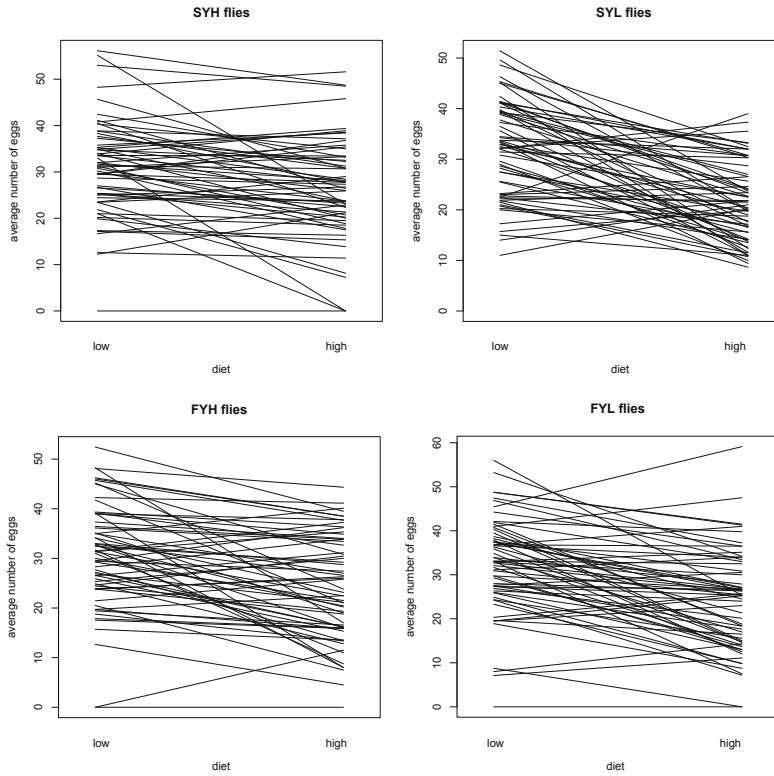 SYH flies
average number of eggs
50
40
30
20
10
0
low
high
diet
SYL flies
average number of eggs
50
40
30
20
10
0
low
high
diet
FYH flies
average number of eggs
50
40
30
20
10
0
low
high
diet
FYL flies
average number of eggs
60
50
40
30
20
10
0
low
high
diet